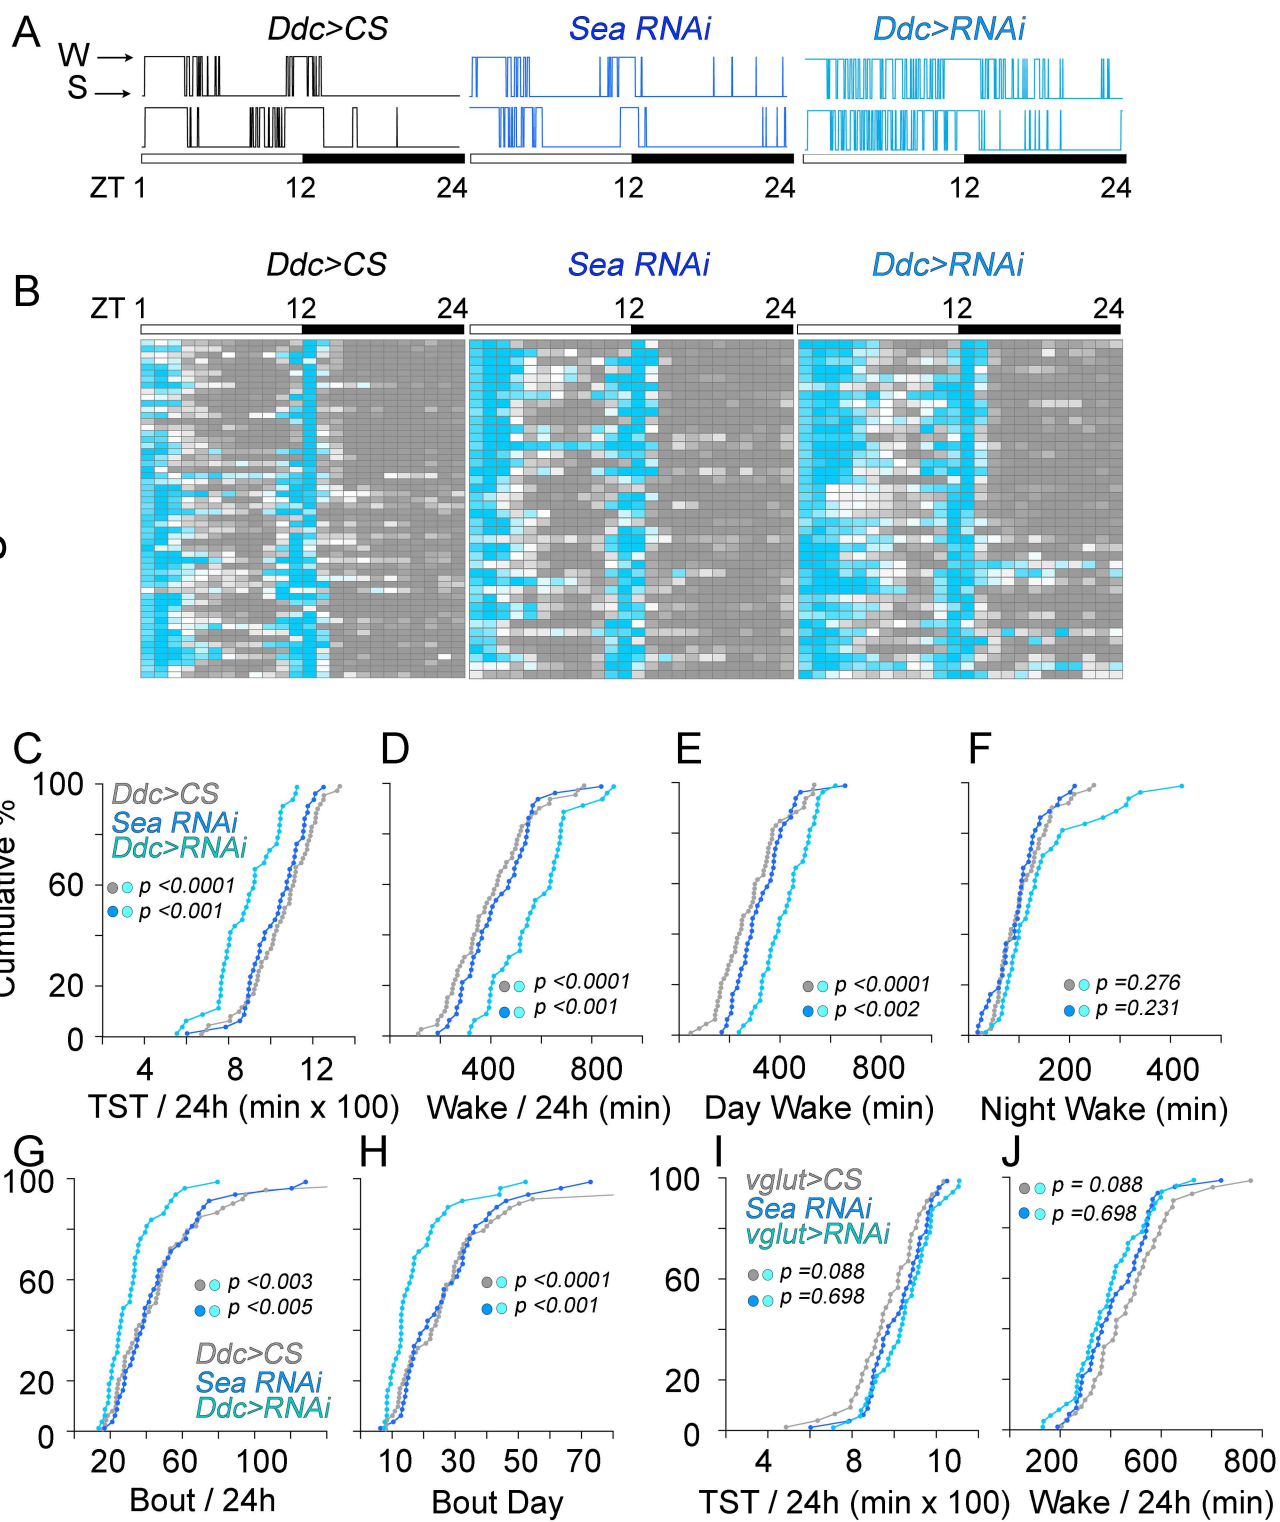 A
Ddc>CS Sea RNAi Ddc>RNAi
W
S
ZT 1 12 24 12 24 12 24
B
Ddc>CS Sea RNAi Ddc>RNAi
ZT 1 12 24 12 24 12 24
C D E F
Cumulative %
100
60
20
0
Ddc>CS
Sea RNAi
Ddc>RNAi
p <0.0001
p <0.001
p <0.0001
p <0.001
p <0.0001
p <0.002
p =0.276
p =0.231
4 8 12 400 800 400 800 200 400
TST / 24h (min x 100) Wake / 24h (min) Day Wake (min) Night Wake (min)
G H I J
100
60
20
0
p <0.003
p <0.005
Ddc>CS
Sea RNAi
Ddc>RNAi
p <0.0001
p <0.001
100
60
20
0
vglut>CS
Sea RNAi
vglut>RNAi
p =0.088
p =0.698
p = 0.088
p =0.698
20 60 100 10 30 50 70 4 8 10 200 600 800
Bout / 24h Bout Day TST / 24h (min x 100) Wake / 24h (min)